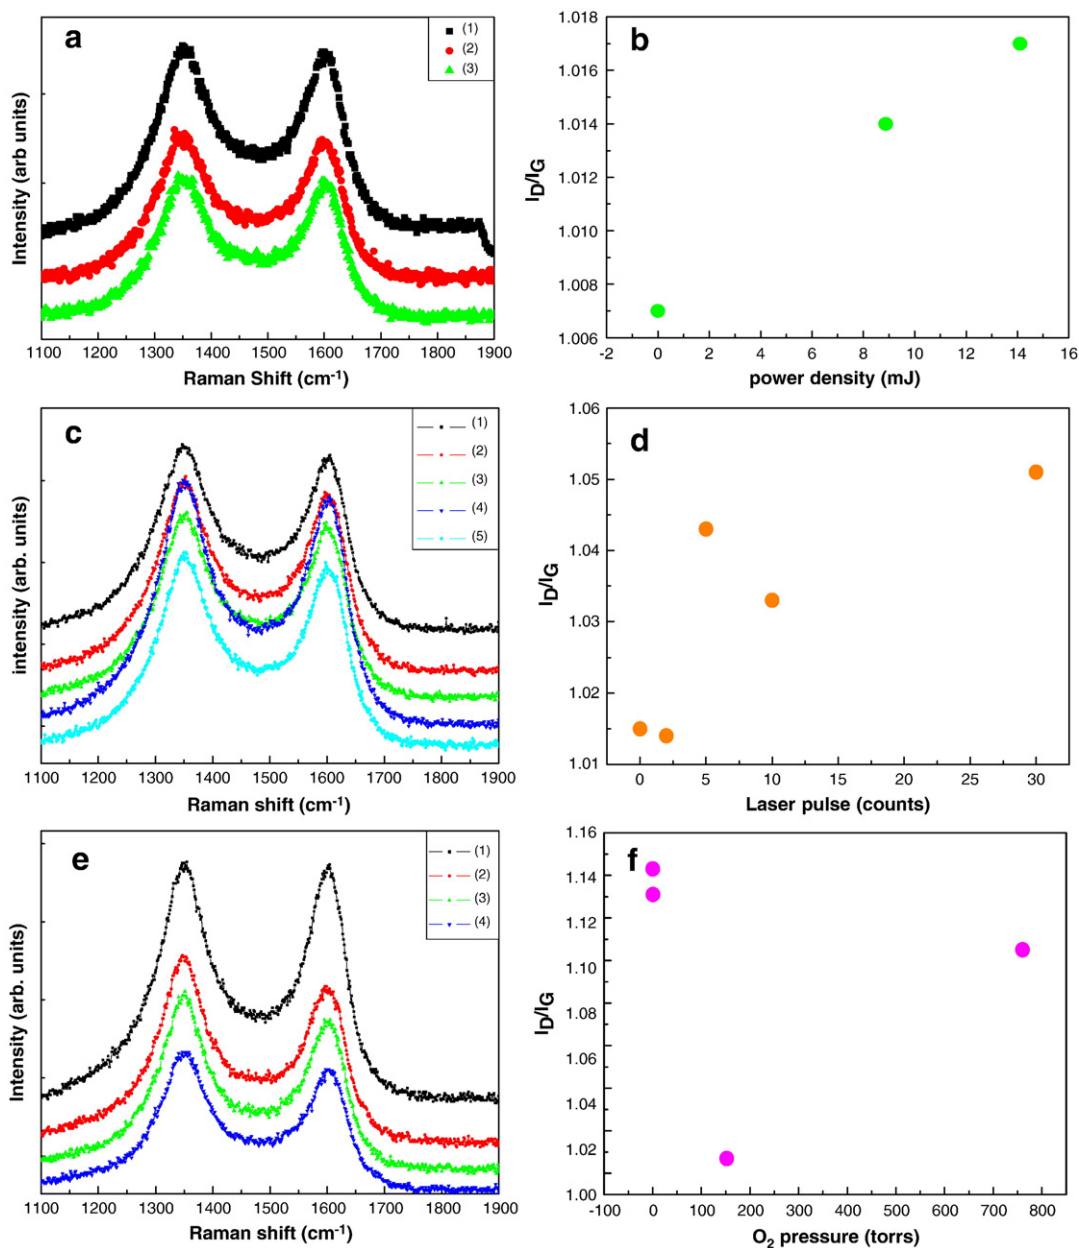 a
(1)
(2)
(3)
Intensity (arb units)
1100 1200 1300 1400 1500 1600 1700 1800 1900
Raman Shift (cm-1)
b
1.018
1.016
1.014
1.012
1.010
1.008
1.006
ID/IG
-2 0 2 4 6 8 10 12 14 16
power density (mJ)
c
(1)
(2)
(3)
(4)
(5)
intensity (arb. units)
1100 1200 1300 1400 1500 1600 1700 1800 1900
Raman shift (cm-1)
d
1.06
1.05
1.04
1.03
1.02
1.01
ID/IG
0 5 10 15 20 25 30
Laser pulse (counts)
e
(1)
(2)
(3)
(4)
Intensity (arb. units)
1100 1200 1300 1400 1500 1600 1700 1800 1900
Raman shift (cm-1)
f
1.16
1.14
1.12
1.10
1.08
1.06
1.04
1.02
1.00
ID/IG
-100 0 100 200 300 400 500 600 700 800
O2 pressure (torrs)